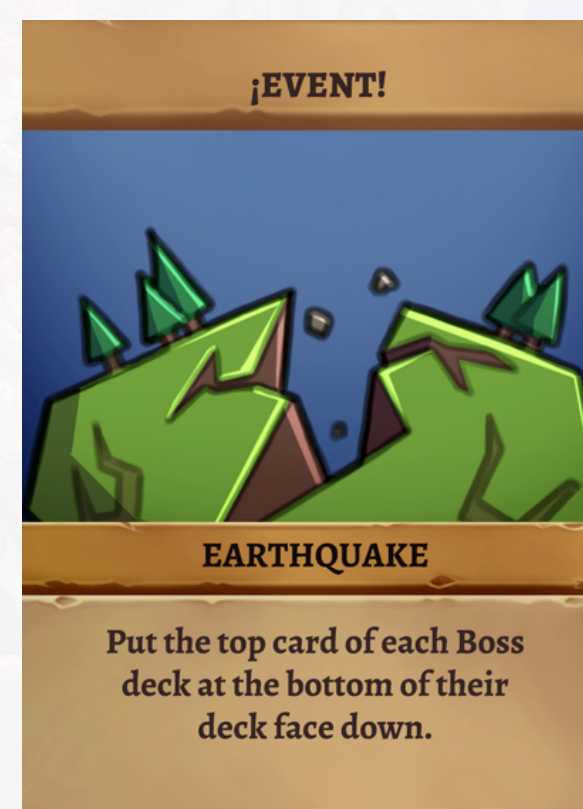 ¡EVENT!
EARTHQUAKE
Put the top card of each Boss
deck at the bottom of their
deck face down.